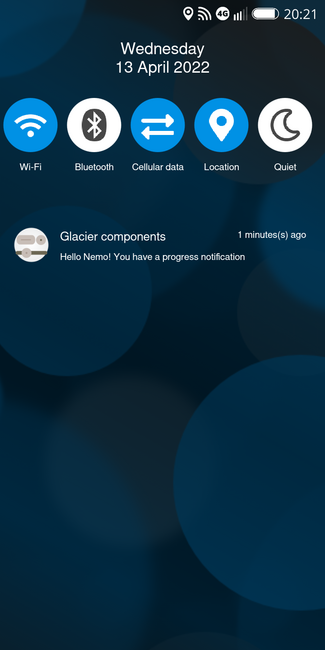 4G 20:21
Wednesday
13 April 2022
Wi-Fi Bluetooth Cellular data Location Quiet
Glacier components 1 minutes(s) ago
Hello Nemo! You have a progress notification